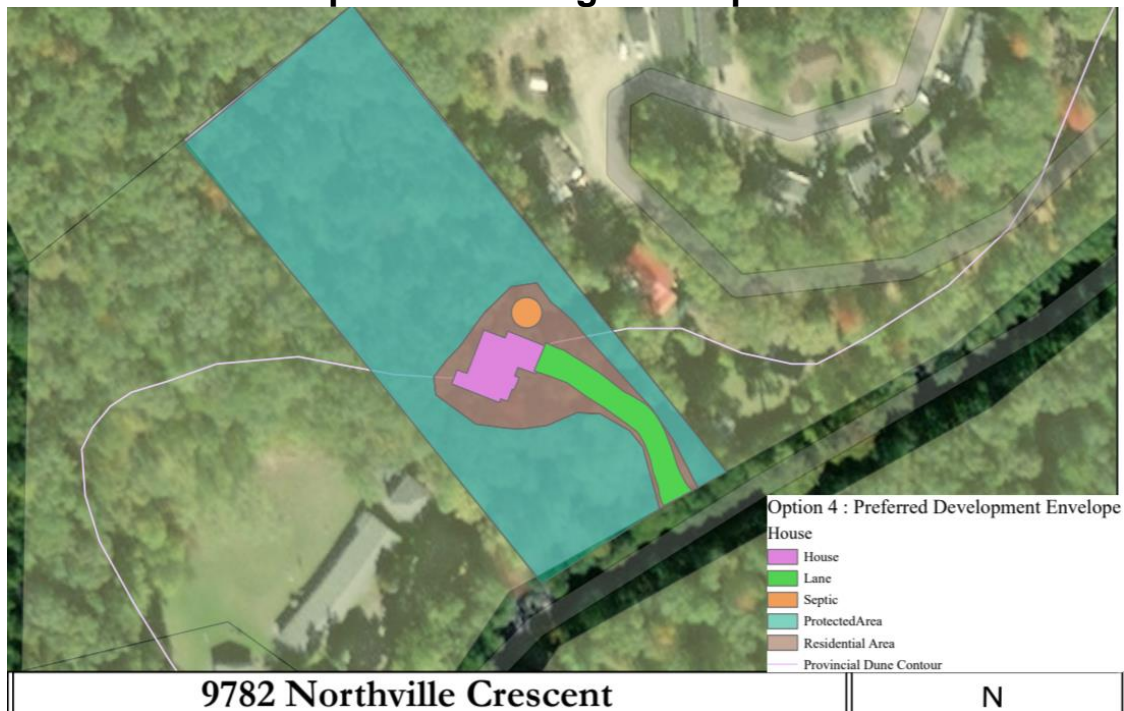 Option 4 : Preferred Development Envelope
House
House
Lane
Septic
ProtectedArea
Residential Area
Provincial Dune Contour
9782 Northville Crescent
N